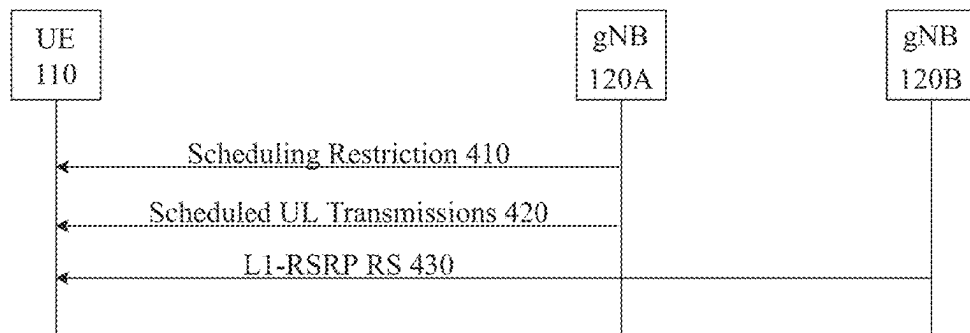 UE
110
gNB
120A
gNB
120B
Scheduling Restriction 410
Scheduled UL Transmissions 420
L1-RSRP RS 430